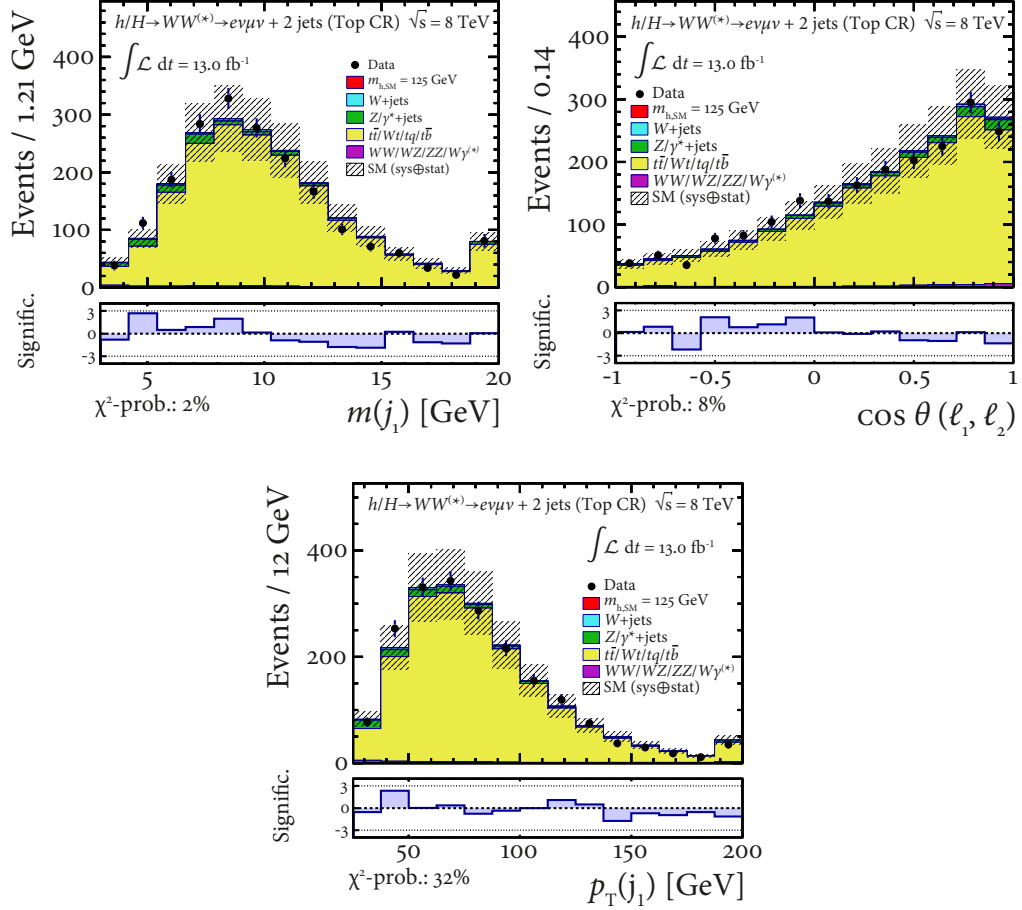 h/H→WW⁽*⁾→eνμν + 2 jets (Top CR) √s = 8 TeV
∫ℒ dt = 13.0 fb⁻¹
Data
m_h,SM = 125 GeV
W+jets
Z/γ*+jets
tt̄/Wt/tq/tb̄
WW/WZ/ZZ/Wγ⁽*⁾
SM (sys⊕stat)
Events / 1.21 GeV
400
300
200
100
0
Signific.
3
0
-3
5 10 15 20
χ²-prob.: 2%
m(j₁) [GeV]
h/H→WW⁽*⁾→eνμν + 2 jets (Top CR) √s = 8 TeV
∫ℒ dt = 13.0 fb⁻¹
Data
m_h,SM = 125 GeV
W+jets
Z/γ*+jets
tt̄/Wt/tq/tb̄
WW/WZ/ZZ/Wγ⁽*⁾
SM (sys⊕stat)
Events / 0.14
400
300
200
100
0
Signific.
3
0
-3
-1 -0.5 0 0.5 1
χ²-prob.: 8%
cos θ (ℓ₁, ℓ₂)
h/H→WW⁽*⁾→eνμν + 2 jets (Top CR) √s = 8 TeV
∫ℒ dt = 13.0 fb⁻¹
Data
m_h,SM = 125 GeV
W+jets
Z/γ*+jets
tt̄/Wt/tq/tb̄
WW/WZ/ZZ/Wγ⁽*⁾
SM (sys⊕stat)
Events / 12 GeV
400
200
0
Signific.
3
0
-3
50 100 150 200
χ²-prob.: 32%
p_T(j₁) [GeV]